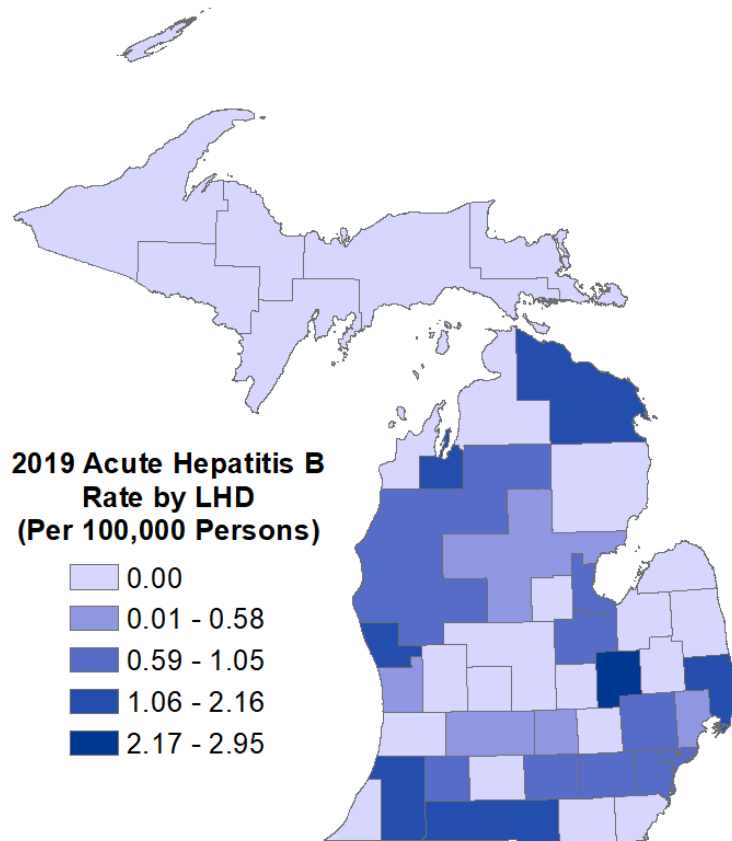 2019 Acute Hepatitis B
Rate by LHD
(Per 100,000 Persons)
0.00
0.01 - 0.58
0.59 - 1.05
1.06 - 2.16
2.17 - 2.95